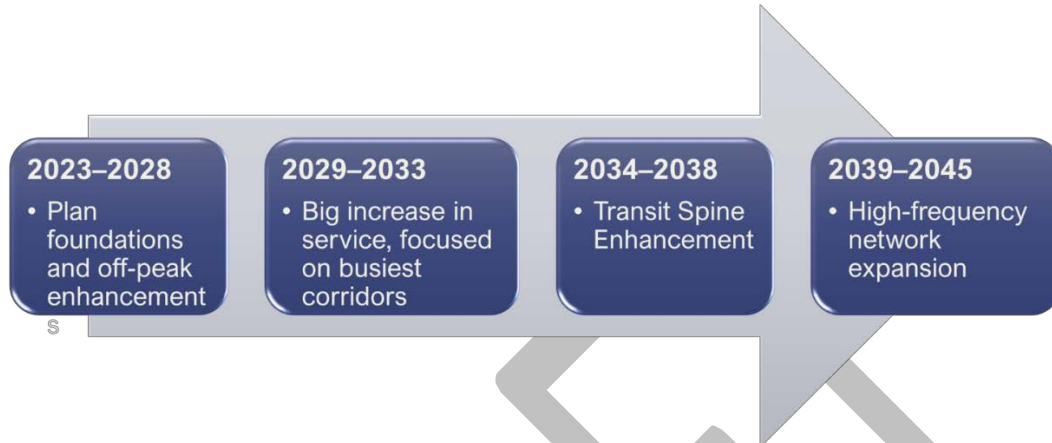 2023–2028
• Plan
foundations
and off-peak
enhancement
s
2029–2033
• Big increase in
service, focused
on busiest
corridors
2034–2038
• Transit Spine
Enhancement
2039–2045
• High-frequency
network
expansion